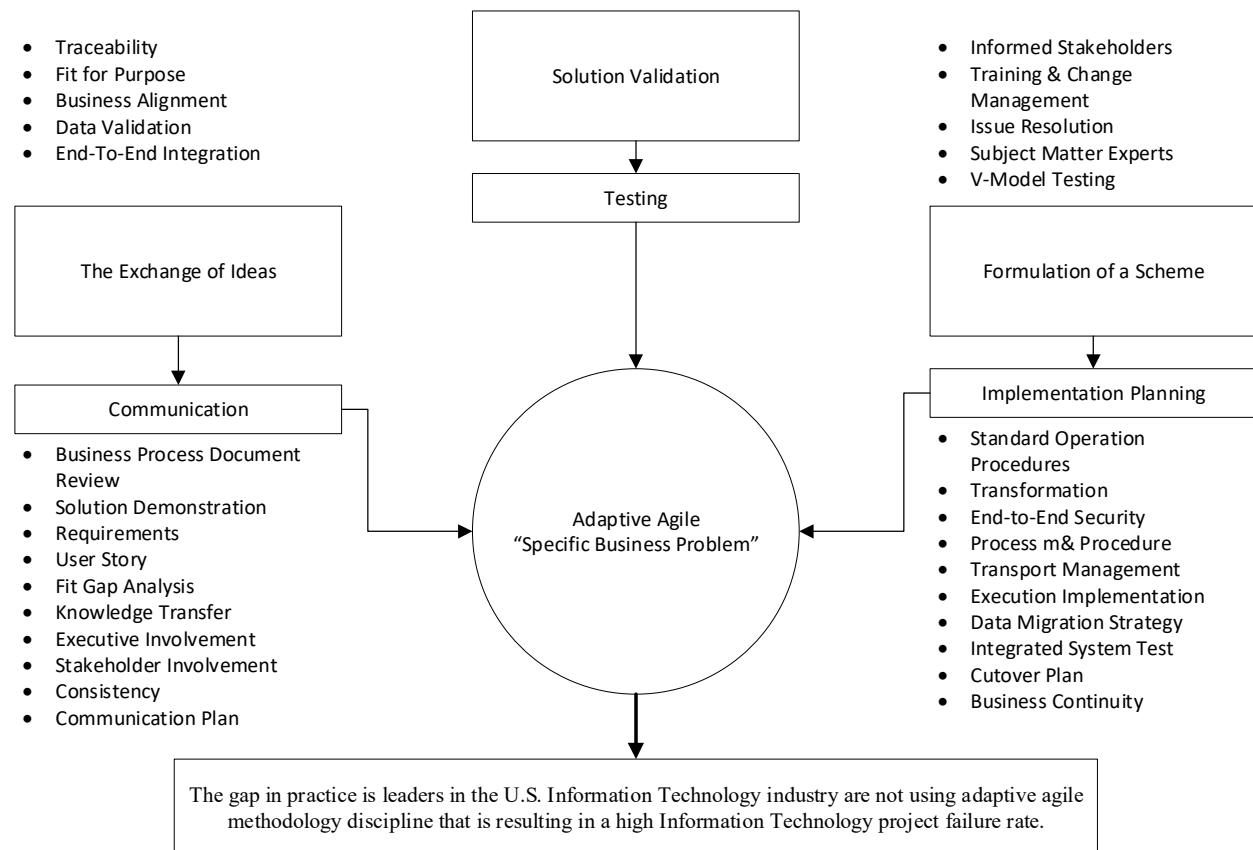 • Traceability
• Fit for Purpose
• Business Alignment
• Data Validation
• End-To-End Integration
Solution Validation
Testing
• Informed Stakeholders
• Training & Change
Management
• Issue Resolution
• Subject Matter Experts
• V-Model Testing
The Exchange of Ideas
Communication
• Business Process Document
Review
• Solution Demonstration
• Requirements
• User Story
• Fit Gap Analysis
• Knowledge Transfer
• Executive Involvement
• Stakeholder Involvement
• Consistency
• Communication Plan
Adaptive Agile
“Specific Business Problem”
Formulation of a Scheme
Implementation Planning
• Standard Operation
Procedures
• Transformation
• End-to-End Security
• Process m& Procedure
• Transport Management
• Execution Implementation
• Data Migration Strategy
• Integrated System Test
• Cutover Plan
• Business Continuity
The gap in practice is leaders in the U.S. Information Technology industry are not using adaptive agile
methodology discipline that is resulting in a high Information Technology project failure rate.